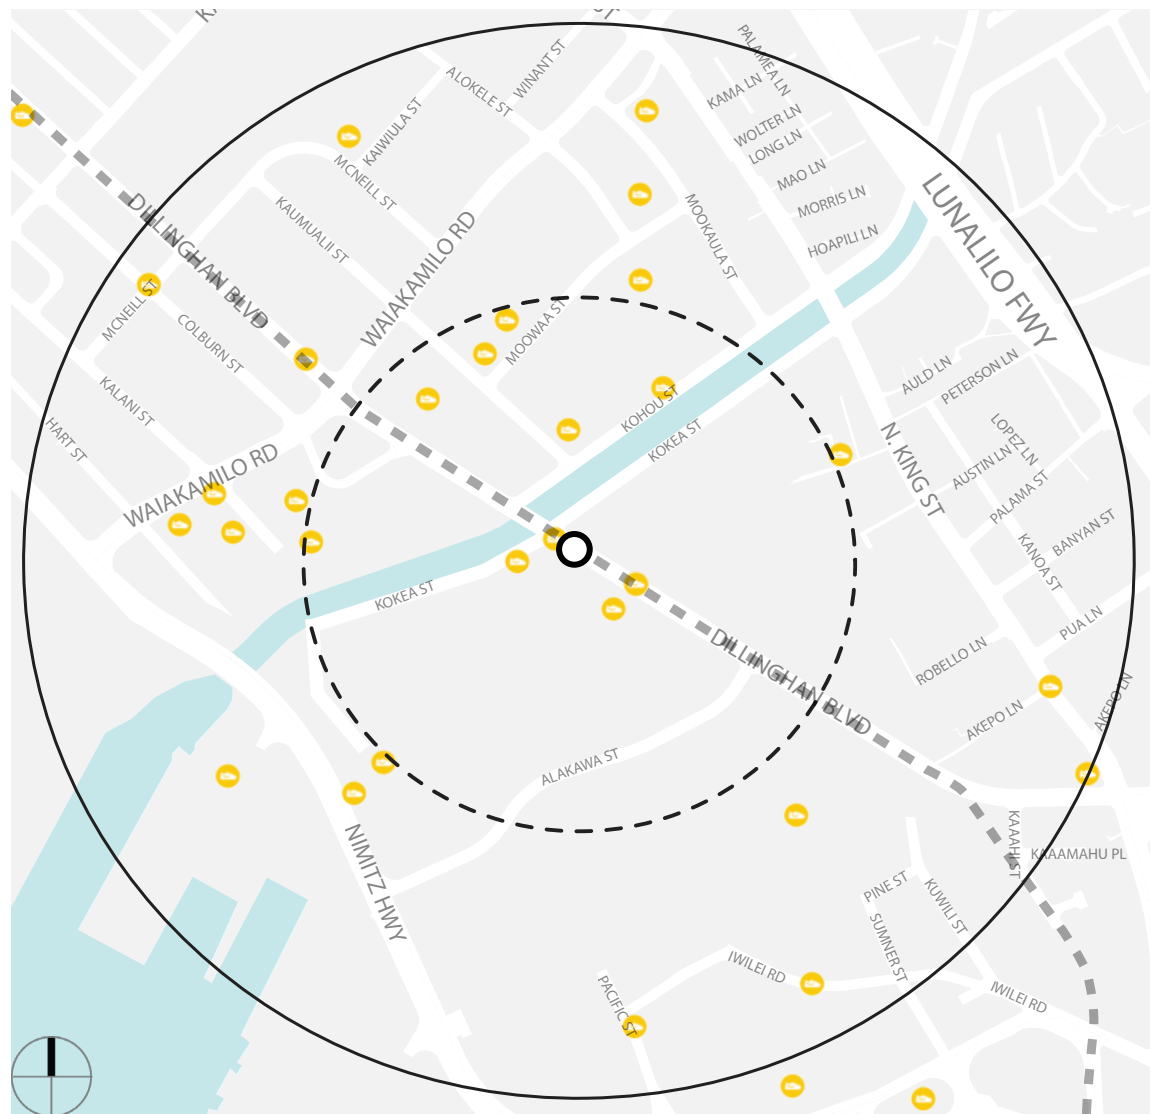 ST
PALAMEA LN
WINANT ST
ALOKELE ST
KAMA LN
KAIWIULA ST
WOLTER LN
LONG LN
MCNEILL ST
MAO LN
MORRIS LN
LUNALILO FWY
DILLINGHAN BLVD
KAUMUALII ST
WAIAKAMILO RD
MOOKAULA ST
HOAPILI LN
MCNEILL ST
COLBURN ST
MOOWAA ST
AULD LN
PETERSON LN
KALANI ST
KOHOU ST
KOKEA ST
HART ST
WAIAKAMILO RD
N. KING ST
LOPEZ LN
AUSTIN LN
PALAMA ST
BANYAN ST
KANOA ST
KOKEA ST
PUA LN
ROBELLO LN
DILLINGHAN BLVD
AKEPO LN
AKEPO LN
ALAKAWA ST
NIMITZ HWY
KAAAHI ST
KAAAMAHU PL
PINE ST
KUWILI ST
SUMNER ST
IWILEI RD
IWILEI RD
PACIFIC ST